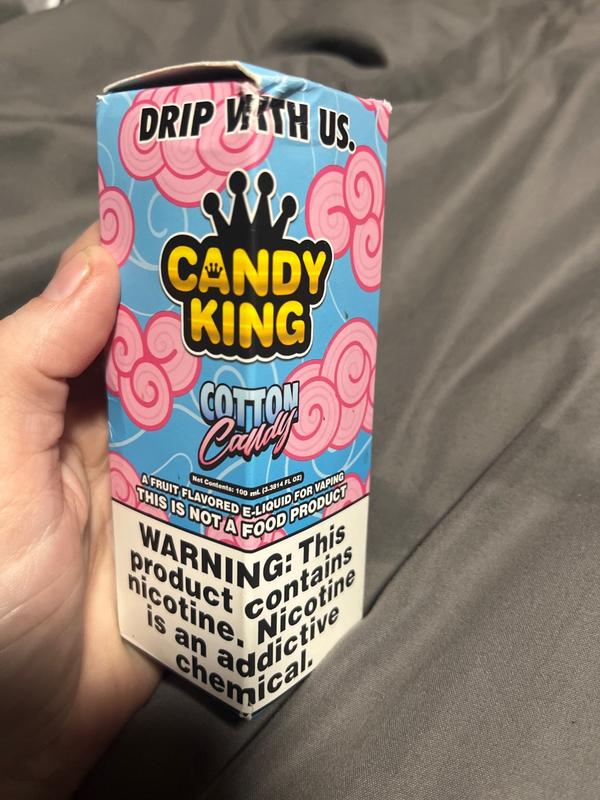 DRIP WITH US.
CANDY
KING
COTTON
Candy
Net Contents: 100 mL (3.3814 FL OZ)
A FRUIT FLAVORED E-LIQUID FOR VAPING
THIS IS NOT A FOOD PRODUCT
WARNING: This
product contains
nicotine. Nicotine
is an addictive
chemical.